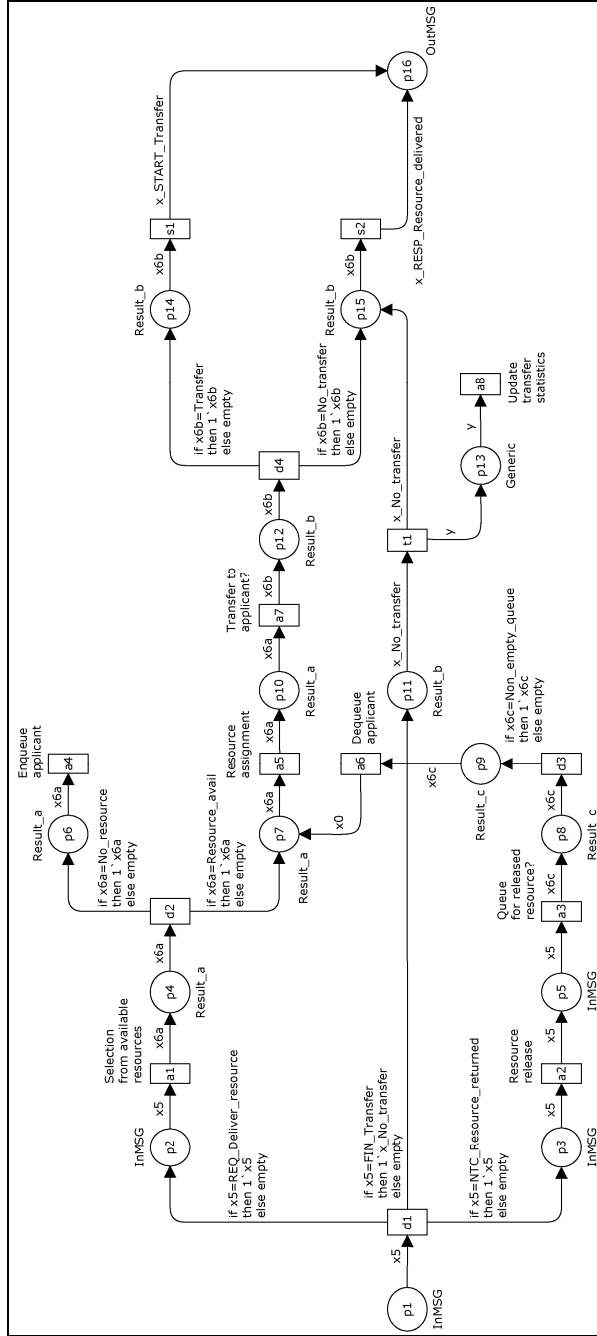 p1
InMSG
x5
d1
if x5=REQ_Deliver_resource
then 1`x5
else empty
if x5=FIN_Transfer
then 1`x_No_transfer
else empty
if x5=NTC_Resource_returned
then 1`x5
else empty
InMSG
p2
x5
Selection
from available
resources
a1
x6a
p4
Result_a
x6a
d2
if x6a=No_resource
then 1`x6a
else empty
if x6a=Resource_avail
then 1`x6a
else empty
Result_a
p6
x6a
Enqueue
applicant
a4
p7
Result_a
x6a
Resource
assignment
a5
x6a
p10
Result_a
x6a
Transfer to
applicant?
a7
x6b
p12
Result_b
x6b
d4
if x6b=Transfer
then 1`x6b
else empty
if x6b=No_transfer
then 1`x6b
else empty
Result_b
p14
x6b
s1
x_START_Transfer
p16
OutMSG
Result_b
p15
x6b
s2
x_RESP_Resource_delivered
x0
Dequeue
applicant
a6
x6c
p11
Result_b
x_No_transfer
t1
x_No_transfer
y
p13
Generic
y
a8
Update
transfer
statistics
p3
InMSG
x5
Resource
release
a2
x5
p5
InMSG
x5
Queue
for released
resource?
a3
x6c
p8
Result_c
x6c
d3
if x6c=Non_empty_queue
then 1`x6c
else empty
p9
Result_c